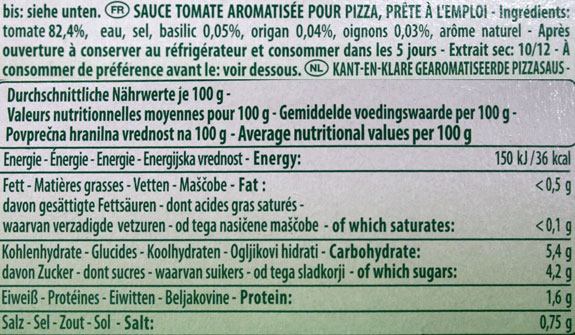 bis: siehe unten. FR SAUCE TOMATE AROMATISÉE POUR PIZZA, PRÊTE À L'EMPLOI - Ingrédients:
tomate 82,4%, eau, sel, basilic 0,05%, origan 0,04%, oignons 0,03%, arôme naturel - Après
ouverture à conserver au réfrigérateur et consommer dans les 5 jours - Extrait sec: 10/12 - À
consommer de préférence avant le: voir dessous. NL KANT-EN-KLARE GEAROMATISEERDE PIZZASAUS -
Durchschnittliche Nährwerte je 100 g -
Valeurs nutritionnelles moyennes pour 100 g - Gemiddelde voedingswaarde per 100 g -
Povprečna hranilna vrednost na 100 g - Average nutritional values per 100 g
Energie - Énergie - Energie - Energijska vrednost - Energy: 150 kJ / 36 kcal
Fett - Matières grasses - Vetten - Maščobe - Fat : <0,5 g
davon gesättigte Fettsäuren - dont acides gras saturés -
waarvan verzadigde vetzuren - od tega nasičene maščobe - of which saturates: <0,1 g
Kohlenhydrate - Glucides - Koolhydraten - Ogljikovi hidrati - Carbohydrate: 5,4 g
davon Zucker - dont sucres - waarvan suikers - od tega sladkorji - of which sugars: 4,2 g
Eiweiß - Protéines - Eiwitten - Beljakovine - Protein: 1,6 g
Salz - Sel - Zout - Sol - Salt: 0,75 g